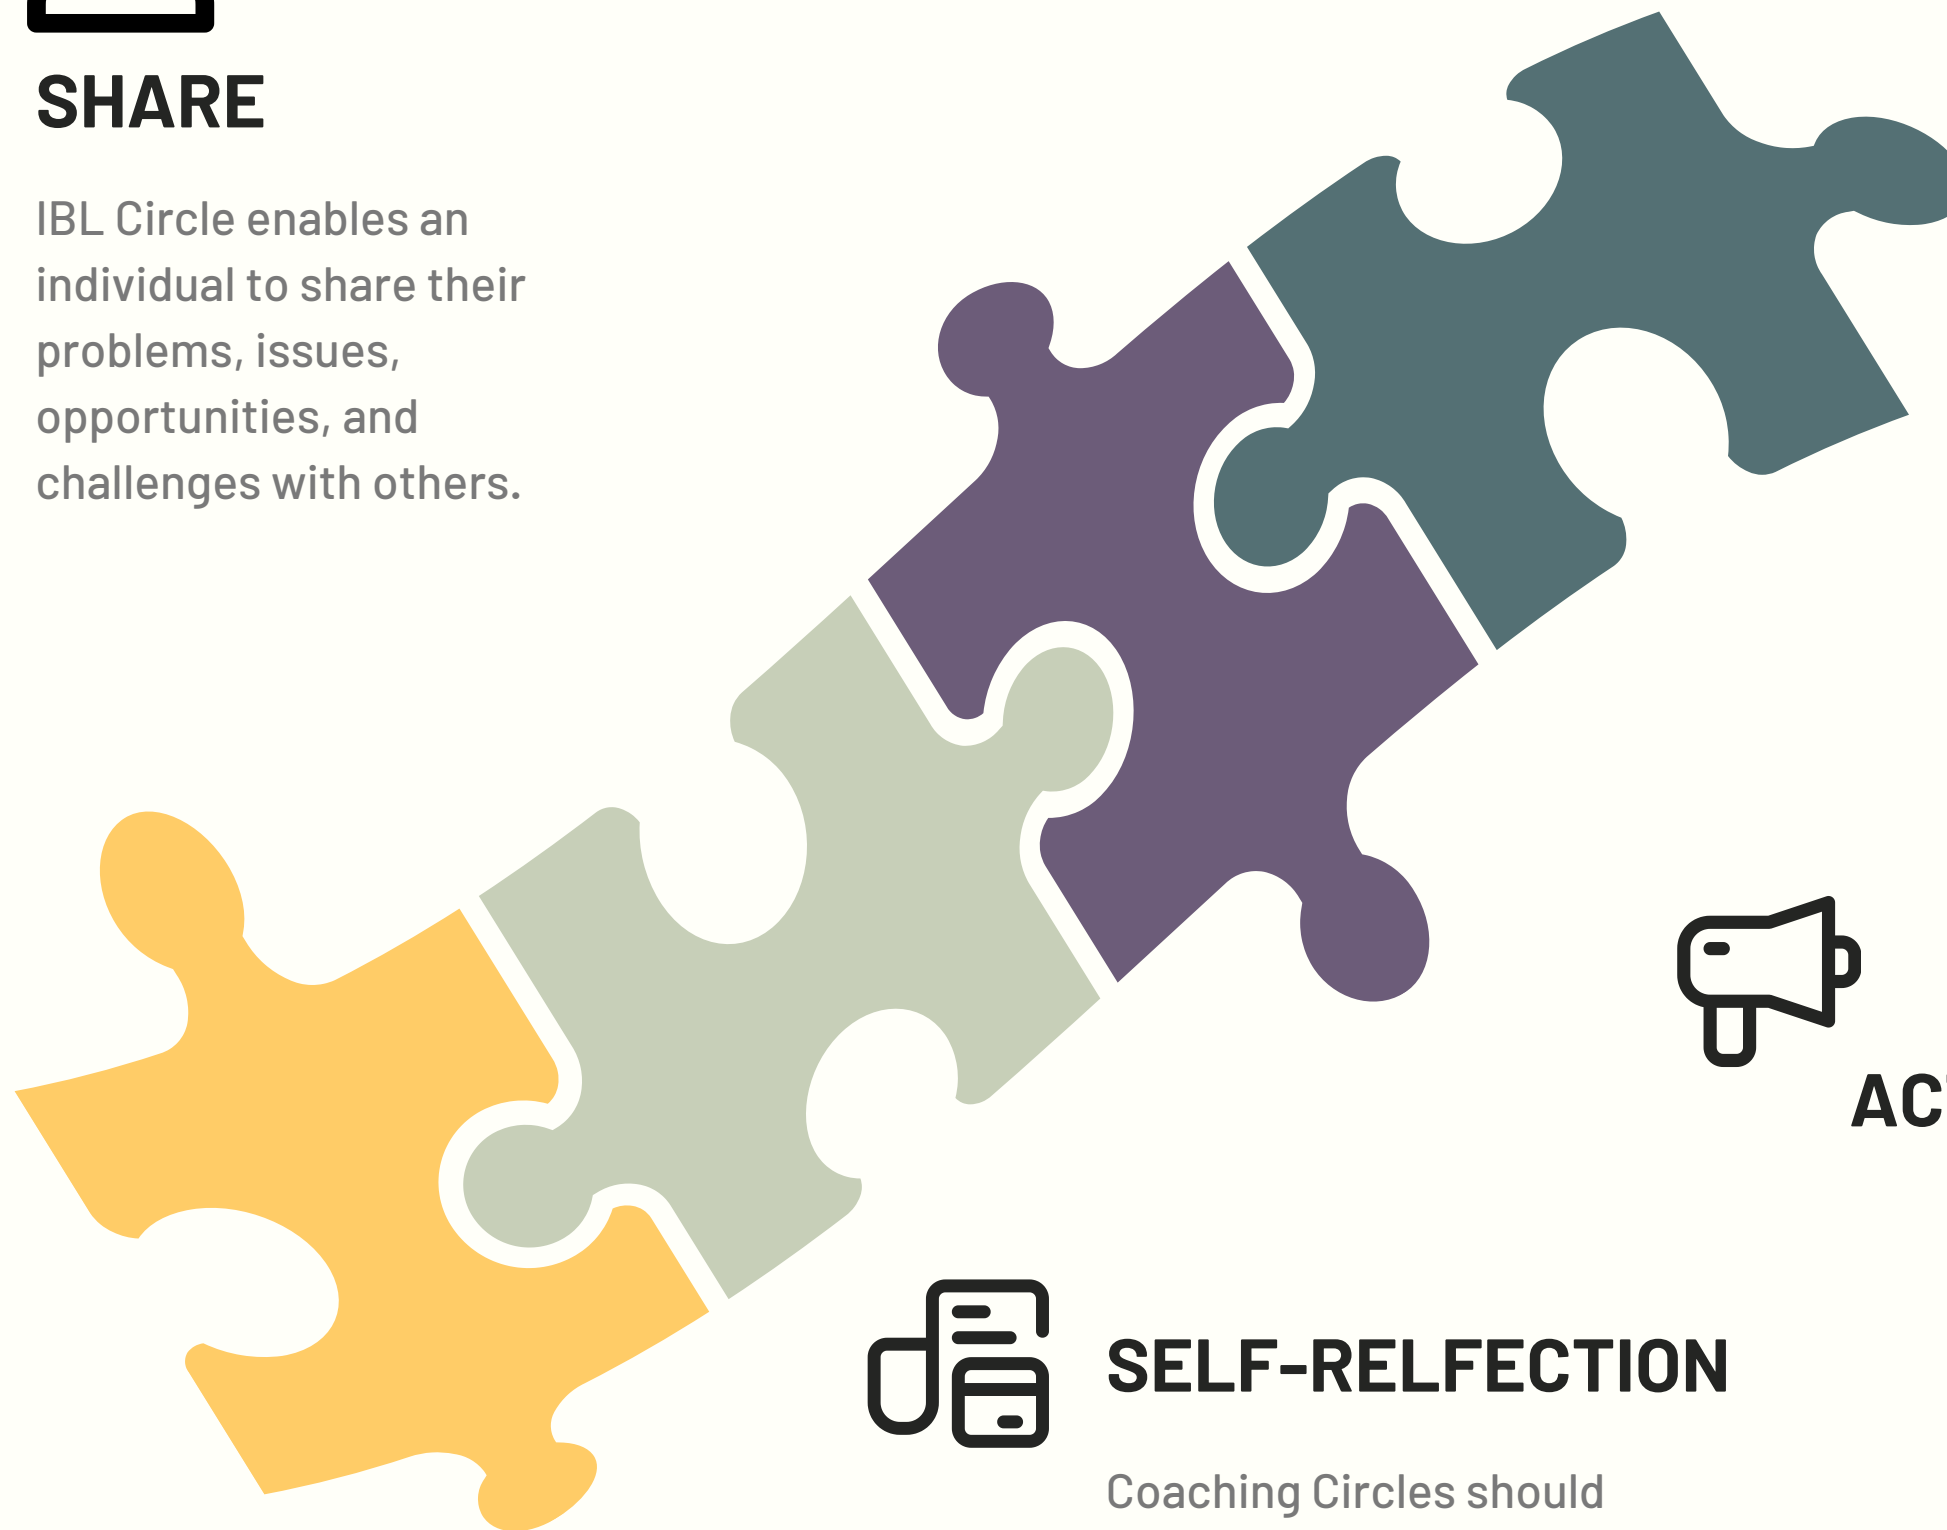 SHARE
IBL Circle enables an
individual to share their
problems, issues,
opportunities, and
challenges with others.
SELF-RELFECTION
Coaching Circles should